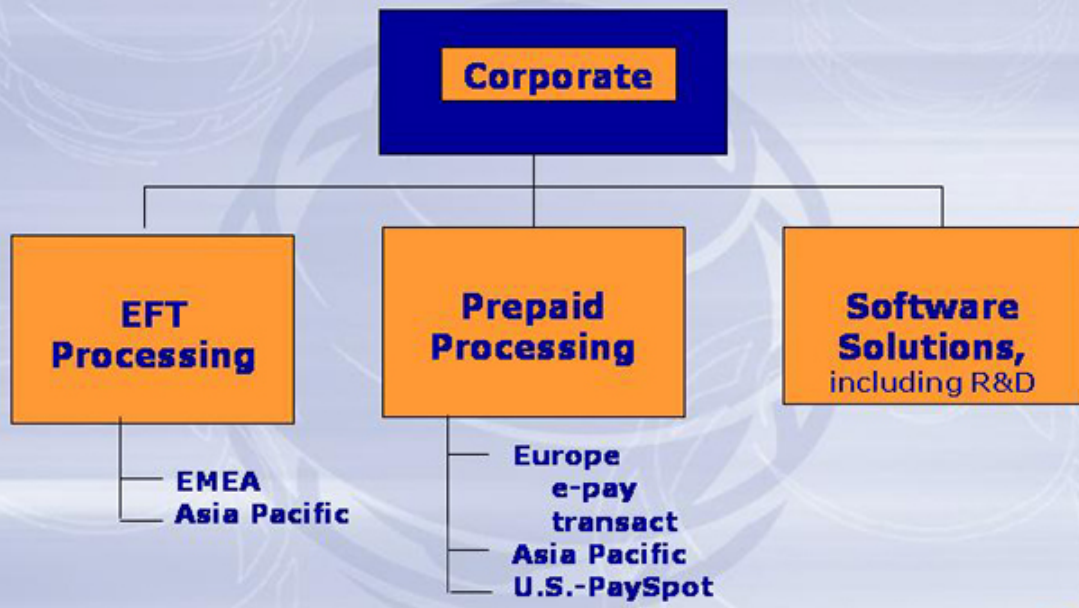 Corporate
EFT
Processing
EMEA
Asia Pacific
Prepaid
Processing
Europe
e-pay
transact
Asia Pacific
U.S.-PaySpot
Software
Solutions,
including R&D